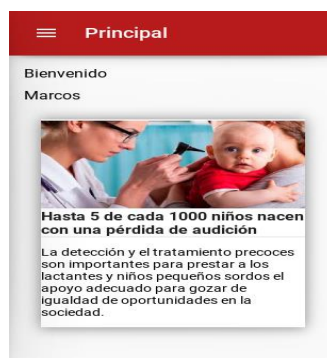 Principal
Bienvenido
Marcos
Hasta 5 de cada 1000 niños nacen
con una pérdida de audición
La detección y el tratamiento precoces
son importantes para prestar a los
lactantes y niños pequeños sordos el
apoyo adecuado para gozar de
igualdad de oportunidades en la
sociedad.